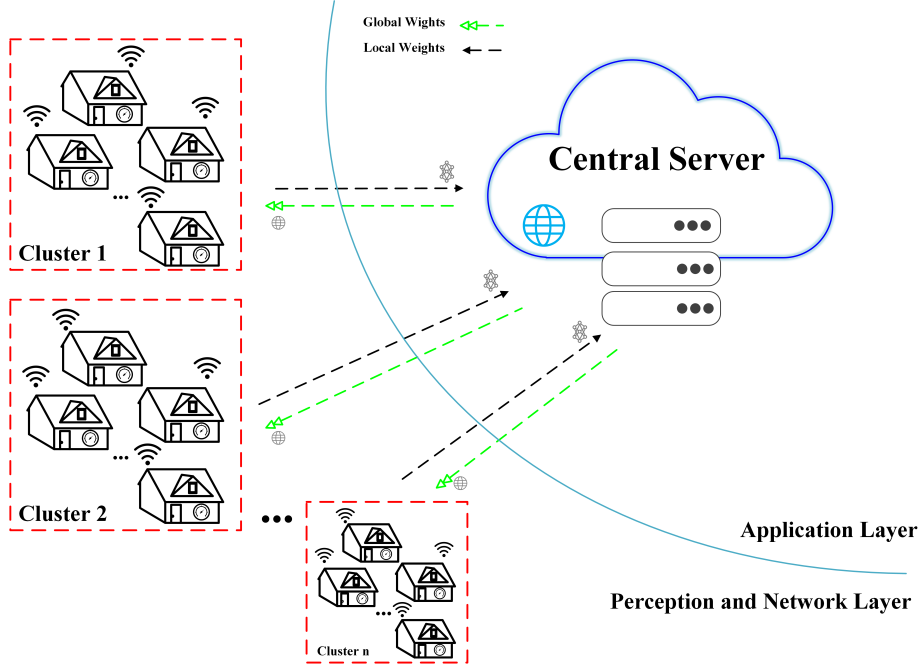 Global Wights
Local Weights
Central Server
Cluster 1
Cluster 2
Cluster n
Application Layer
Perception and Network Layer